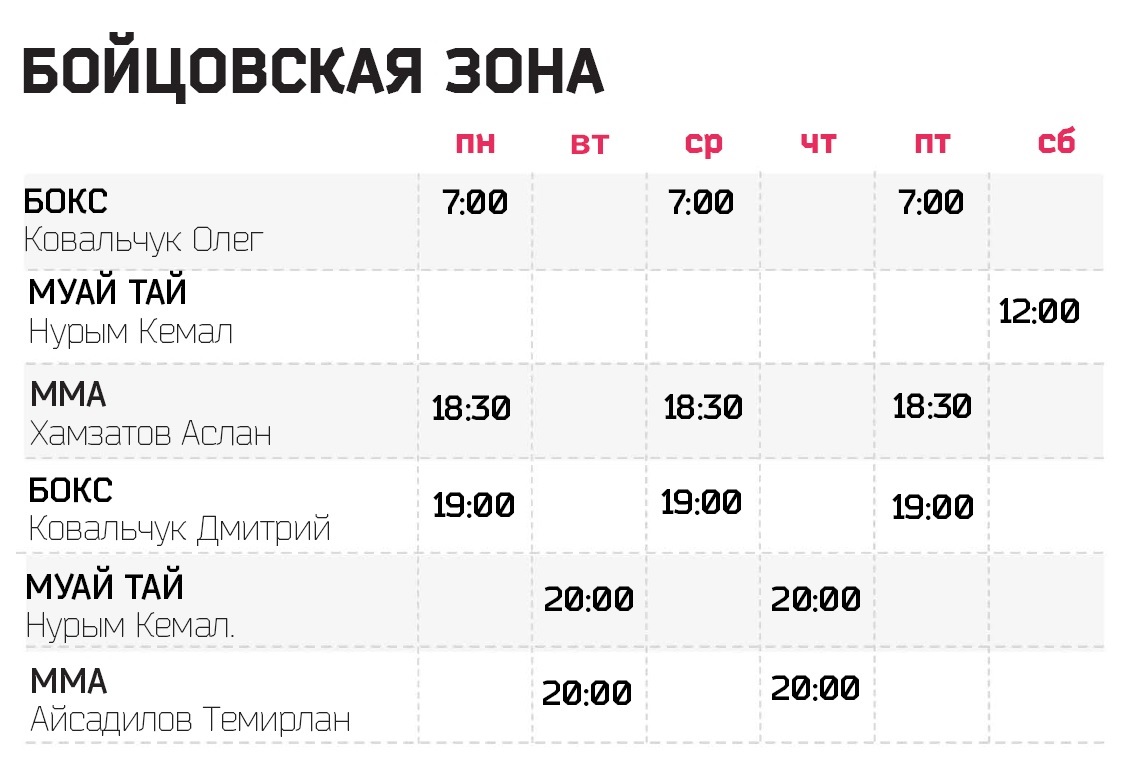 БОЙЦОВСКАЯ ЗОНА
пн вт ср чт пт сб
БОКС 7:00 7:00 7:00
Ковальчук Олег
МУАЙ ТАЙ 12:00
Нурым Кемал
ММА 18:30 18:30 18:30
Хамзатов Аслан
БОКС 19:00 19:00 19:00
Ковальчук Дмитрий
МУАЙ ТАЙ 20:00 20:00
Нурым Кемал.
ММА 20:00 20:00
Айсадилов Темирлан